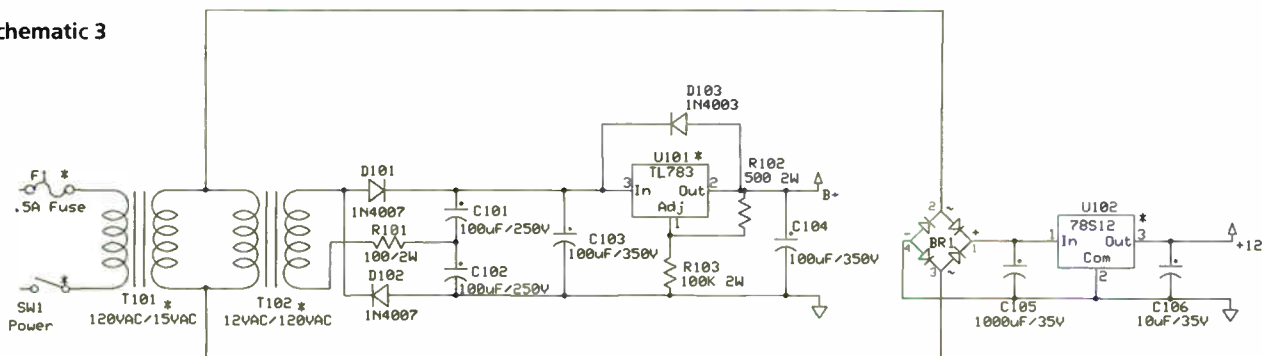 chematic 3
F1 *
.5A Fuse
*
SW1
Power
T101 *
120VAC/15VAC
T102 *
12VAC/120VAC
D101
1N4007
R101
100/2W
D102
1N4007
C101
100uF/250V
C102
100uF/250V
C103
100uF/350V
D103
1N4003
U101 *
TL783
3 In Out 2
Adj
1
R102
500 2W
R103
100K 2W
B+
C104
100uF/350V
2 ~
- 4 BR1 + 1
3 ~
U102
78S12 *
1 In Out 3
Com
2
+12
C105
1000uF/35V
C106
10uF/35V